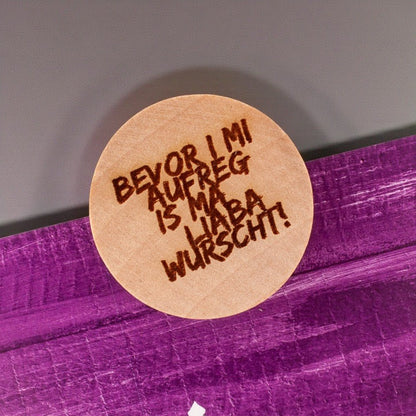 BEVOR I MI
AUFREG
IS MA
LIABA
WURSCHT!